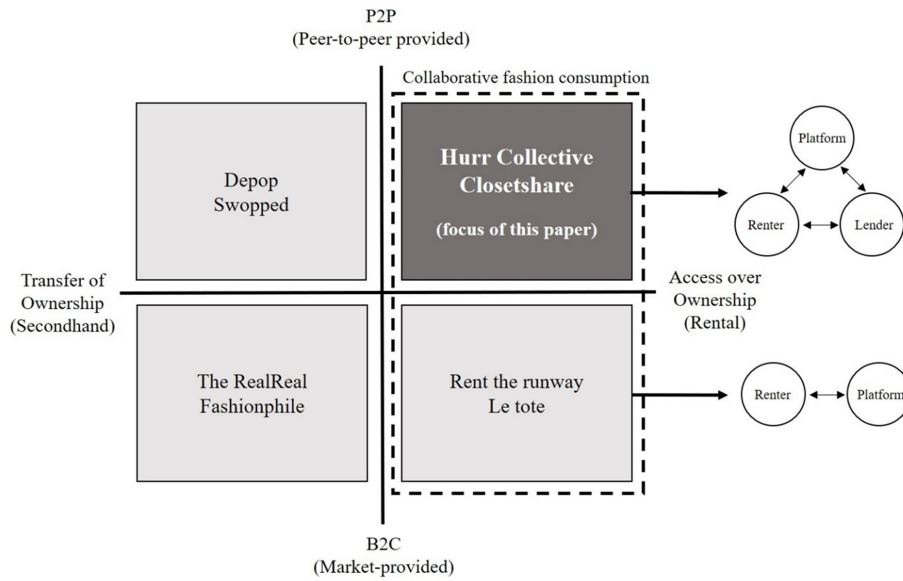 P2P
(Peer-to-peer provided)
Collaborative fashion consumption
Depop
Swopped
Hurr Collective
Closetshare
(focus of this paper)
Platform
Renter
Lender
Transfer of
Ownership
(Secondhand)
Access over
Ownership
(Rental)
The RealReal
Fashionphile
Rent the runway
Le tote
Renter
Platform
B2C
(Market-provided)